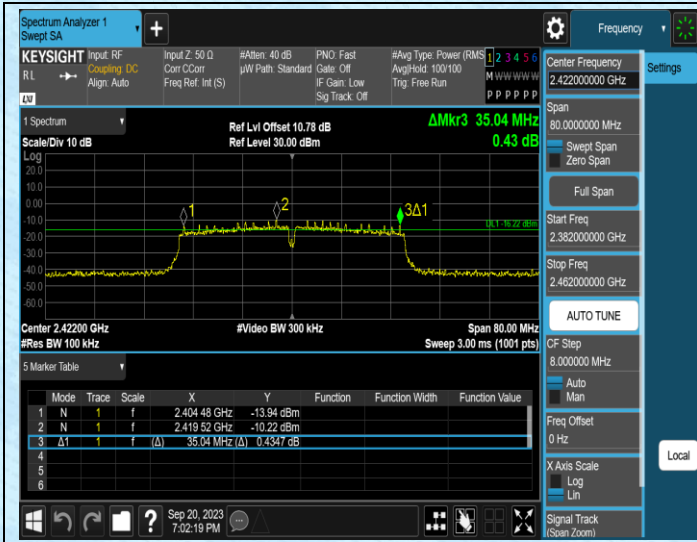 Spectrum Analyzer 1
Swept SA
Frequency
KEYSIGHT
RL
LXI
Input: RF
Coupling: DC
Align: Auto
Input Z: 50 Ω
Corr CCorr
Freq Ref: Int (S)
#Atten: 40 dB
µW Path: Standard
PNO: Fast
Gate: Off
IF Gain: Low
Sig Track: Off
#Avg Type: Power (RMS
Avg|Hold: 100/100
Trig: Free Run
1 2 3 4 5 6
M W W W W W
P P P P P P
1 Spectrum
Scale/Div 10 dB
Ref Lvl Offset 10.78 dB
Ref Level 30.00 dBm
ΔMkr3 35.04 MHz
0.43 dB
Log
20.0
10.0
0.00
-10.0
-20.0
-30.0
-40.0
-50.0
-60.0
1
2
3Δ1
DL1 -16.22 dBm
Center 2.42200 GHz
#Res BW 100 kHz
#Video BW 300 kHz
Span 80.00 MHz
Sweep 3.00 ms (1001 pts)
5 Marker Table
Mode Trace Scale X Y Function Function Width Function Value
1 N 1 f 2.404 48 GHz -13.94 dBm
2 N 1 f 2.419 52 GHz -10.22 dBm
3 Δ1 1 f (Δ) 35.04 MHz (Δ) 0.4347 dB
4
5
6
Sep 20, 2023
7:02:19 PM
Center Frequency
2.422000000 GHz
Span
80.0000000 MHz
Swept Span
Zero Span
Full Span
Start Freq
2.382000000 GHz
Stop Freq
2.462000000 GHz
AUTO TUNE
CF Step
8.000000 MHz
Auto
Man
Freq Offset
0 Hz
X Axis Scale
Log
Lin
Signal Track
(Span Zoom)
Settings
Local